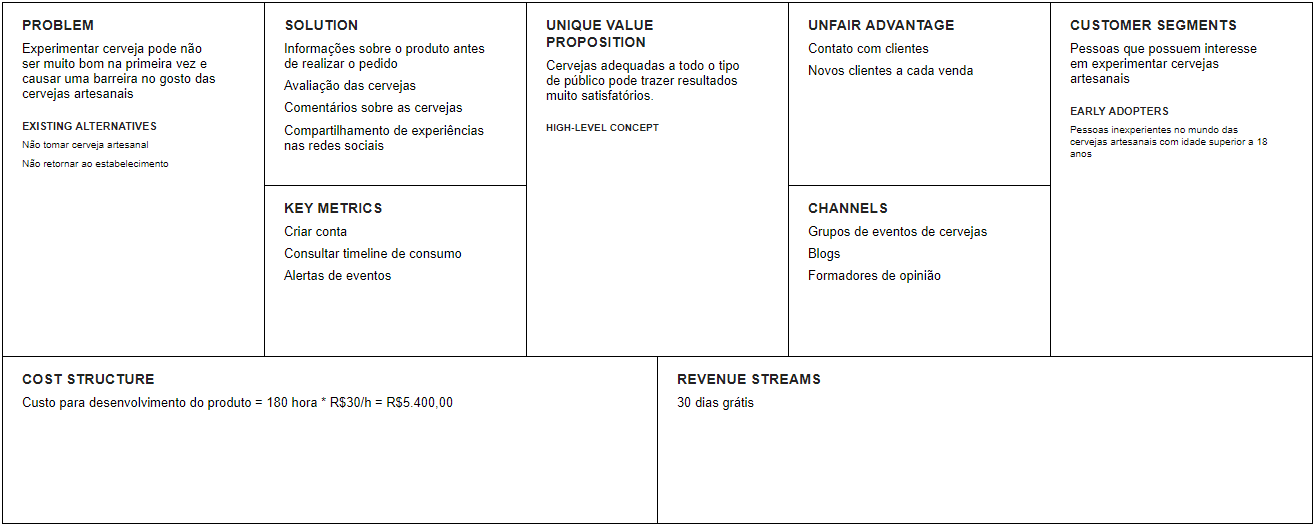 PROBLEM
Experimentar cerveja pode não
ser muito bom na primeira vez e
causar uma barreira no gosto das
cervejas artesanais
EXISTING ALTERNATIVES
Não tomar cerveja artesanal
Não retornar ao estabelecimento
SOLUTION
Informações sobre o produto antes
de realizar o pedido
Avaliação das cervejas
Comentários sobre as cervejas
Compartilhamento de experiências
nas redes sociais
KEY METRICS
Criar conta
Consultar timeline de consumo
Alertas de eventos
UNIQUE VALUE
PROPOSITION
Cervejas adequadas a todo o tipo
de público pode trazer resultados
muito satisfatórios.
HIGH-LEVEL CONCEPT
UNFAIR ADVANTAGE
Contato com clientes
Novos clientes a cada venda
CHANNELS
Grupos de eventos de cervejas
Blogs
Formadores de opinião
CUSTOMER SEGMENTS
Pessoas que possuem interesse
em experimentar cervejas
artesanais
EARLY ADOPTERS
Pessoas inexperientes no mundo das
cervejas artesanais com idade superior a 18
anos
COST STRUCTURE
Custo para desenvolvimento do produto = 180 hora * R$30/h = R$5.400,00
REVENUE STREAMS
30 dias grátis